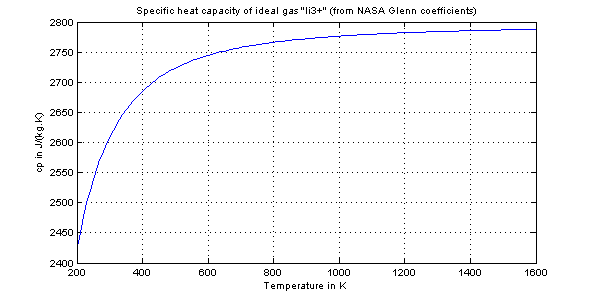 Specific heat capacity of ideal gas "li3+" (from NASA Glenn coefficients)
2800
2750
2700
2650
2600
2550
2500
2450
2400
cp in J/(kg.K)
200 400 600 800 1000 1200 1400 1600
Temperature in K